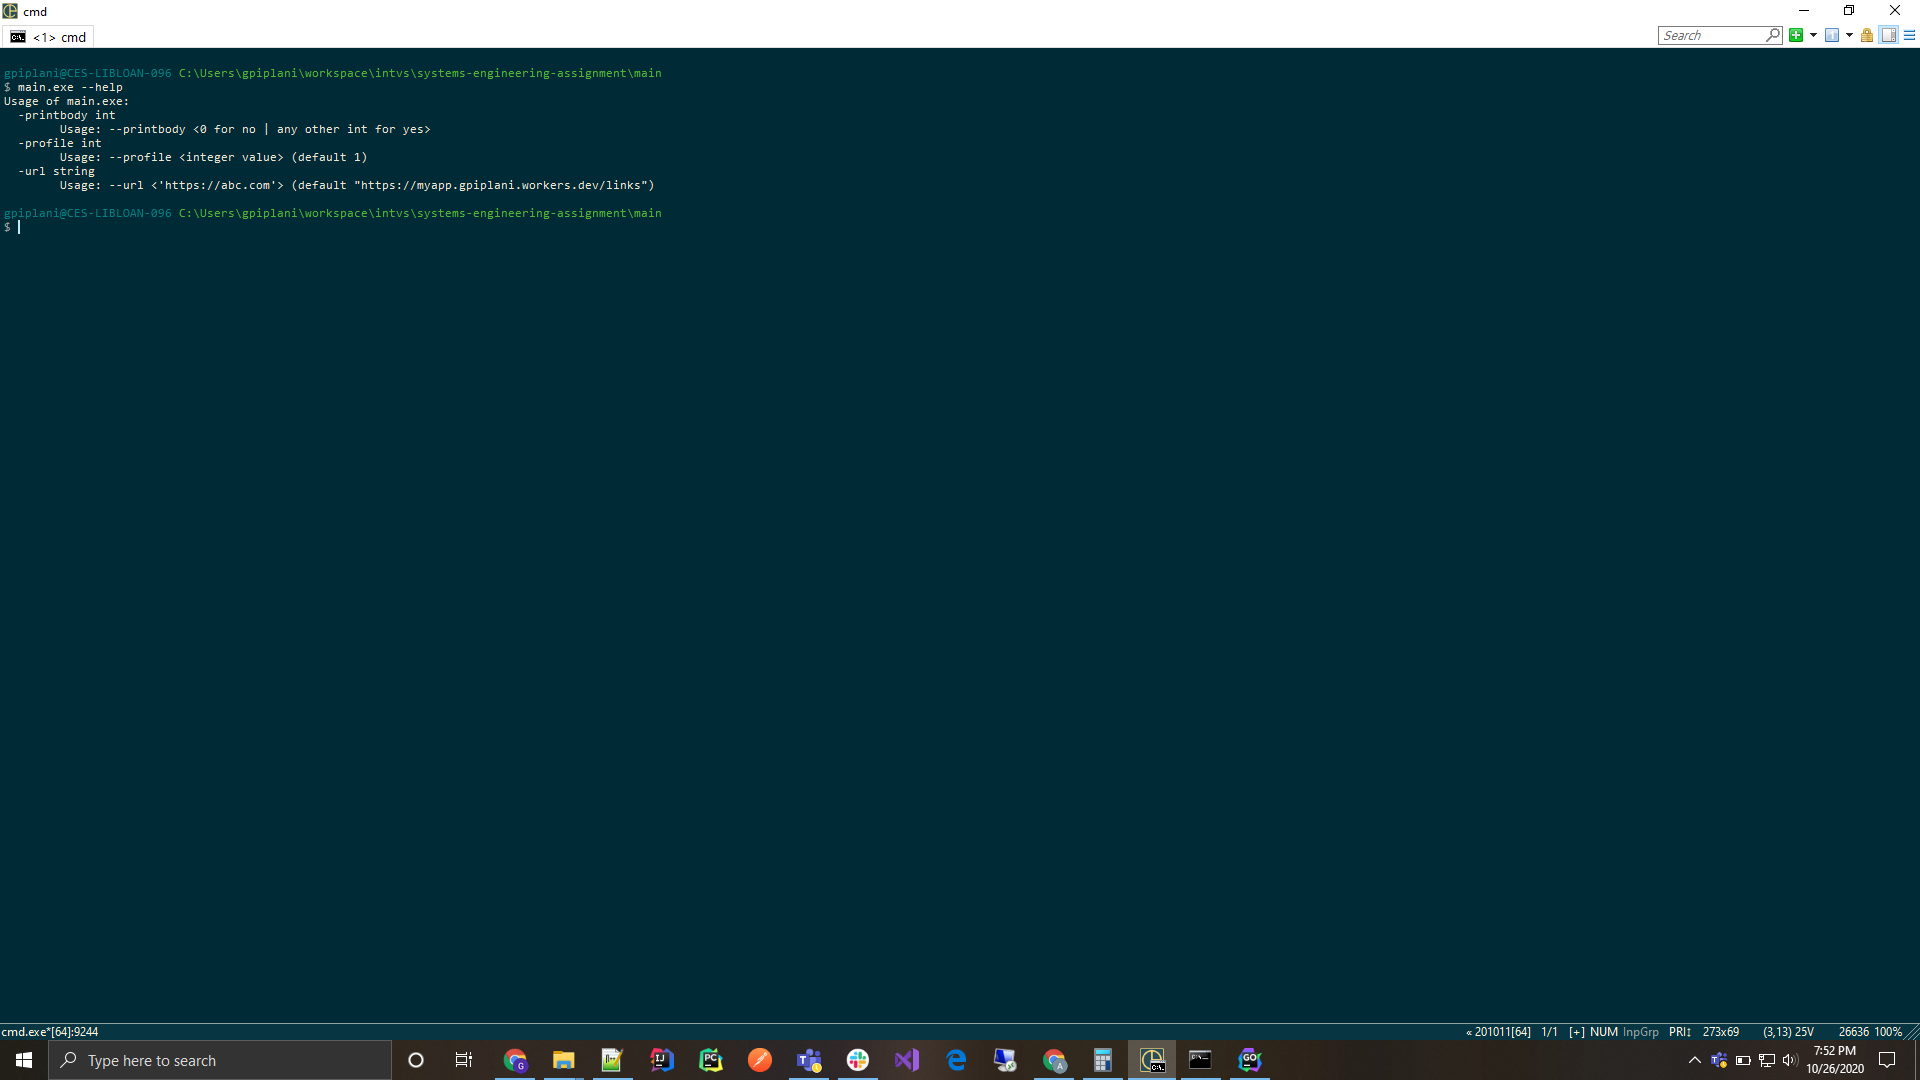 cmd
<1> cmd
Search
gpiplani@CES-LIBLOAN-096 C:\Users\gpiplani\workspace\intvs\systems-engineering-assignment\main
$ main.exe --help
Usage of main.exe:
-printbody int
Usage: --printbody <0 for no | any other int for yes>
-profile int
Usage: --profile <integer value> (default 1)
-url string
Usage: --url <'https://abc.com'> (default "https://myapp.gpiplani.workers.dev/links")
gpiplani@CES-LIBLOAN-096 C:\Users\gpiplani\workspace\intvs\systems-engineering-assignment\main
$
cmd.exe*[64]:9244
« 201011[64] 1/1 [+] NUM InpGrp PRI↕ 273x69 (3,13) 25V 26636 100%
Type here to search
7:52 PM
10/26/2020